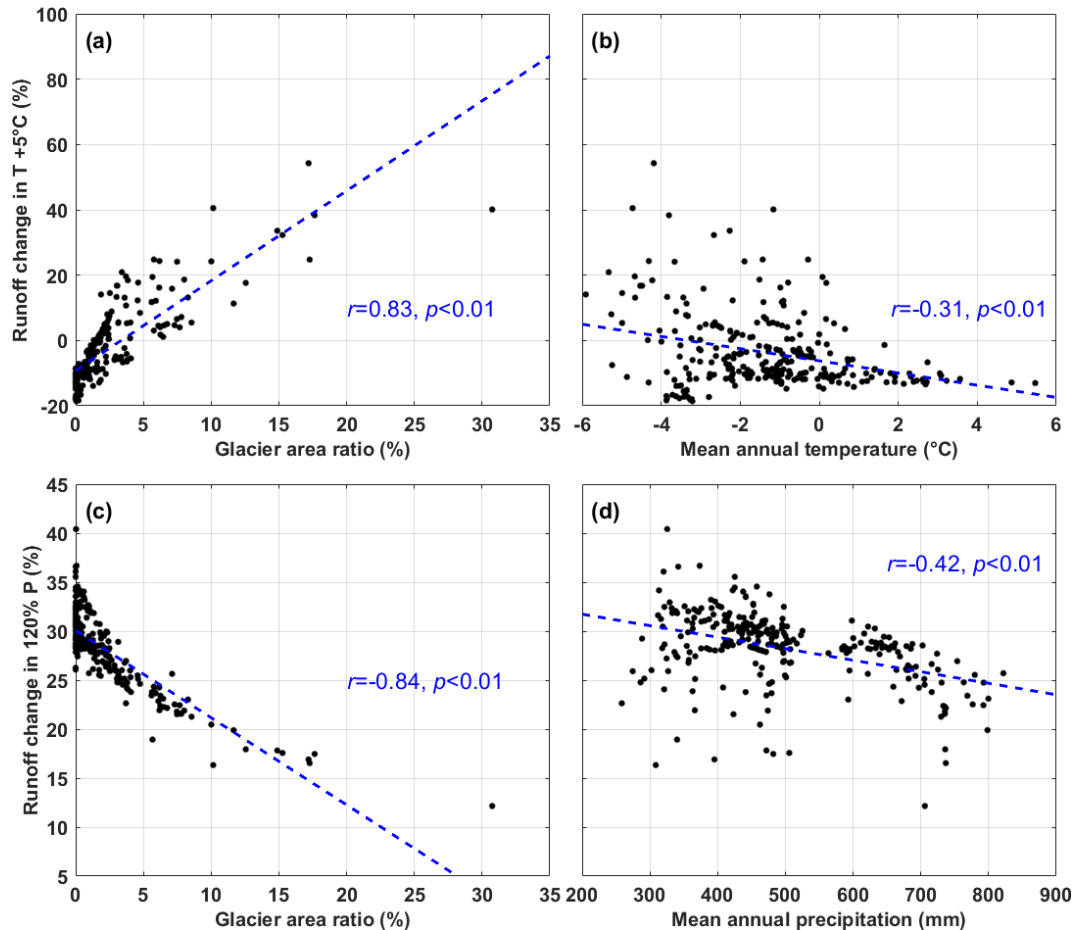 (a)
100
80
60
40
20
0
-20
Runoff change in T +5°C (%)
r=0.83, p<0.01
0 5 10 15 20 25 30 35
Glacier area ratio (%)
(b)
r=-0.31, p<0.01
-6 -4 -2 0 2 4 6
Mean annual temperature (°C)
(c)
45
40
35
30
25
20
15
10
5
Runoff change in 120% P (%)
r=-0.84, p<0.01
0 5 10 15 20 25 30 35
Glacier area ratio (%)
(d)
r=-0.42, p<0.01
200 300 400 500 600 700 800 900
Mean annual precipitation (mm)